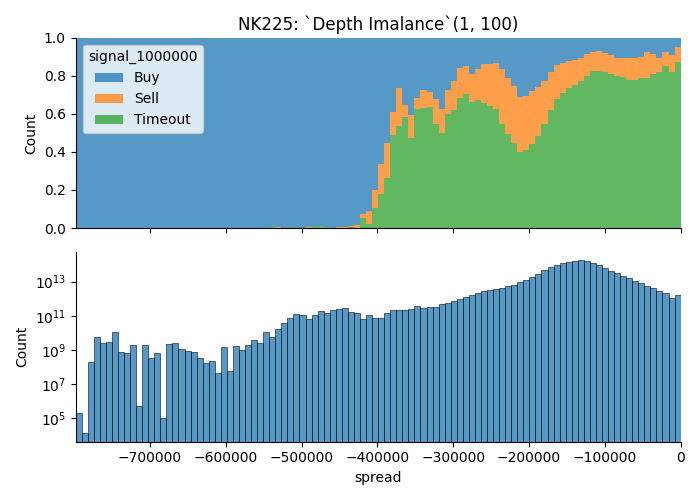 NK225: `Depth Imalance`(1, 100)
1.0
0.8
0.6
0.4
0.2
0.0
Count
signal_1000000
Buy
Sell
Timeout
10^13
10^11
10^9
10^7
10^5
Count
−700000 −600000 −500000 −400000 −300000 −200000 −100000 0
spread